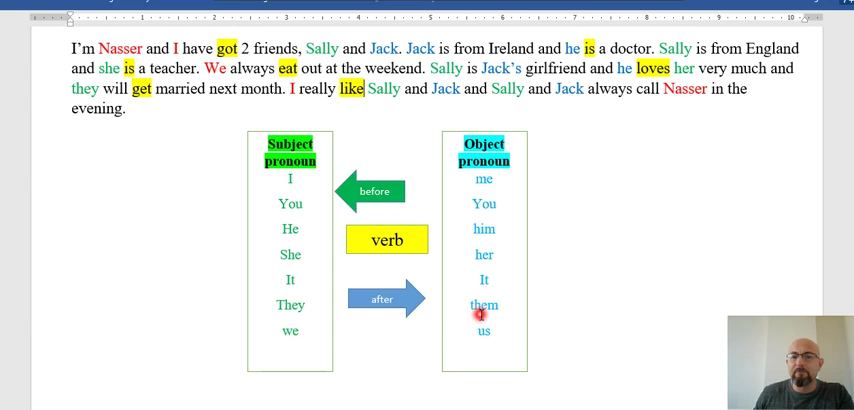 I'm Nasser and I have got 2 friends, Sally and Jack. Jack is from Ireland and he is a doctor. Sally is from England
and she is a teacher. We always eat out at the weekend. Sally is Jack's girlfriend and he loves her very much and
they will get married next month. I really like Sally and Jack and Sally and Jack always call Nasser in the
evening.
Subject
pronoun
I
You
He
She
It
They
we
before
verb
after
Object
pronoun
me
You
him
her
It
them
us